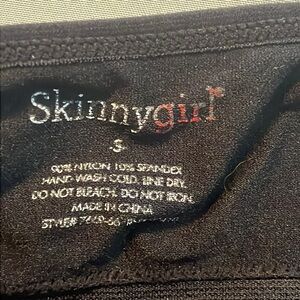 Skinnygirl
S
90% NYLON 10% SPANDEX
HAND WASH COLD. LINE DRY.
DO NOT BLEACH. DO NOT IRON.
MADE IN CHINA
STYLE#